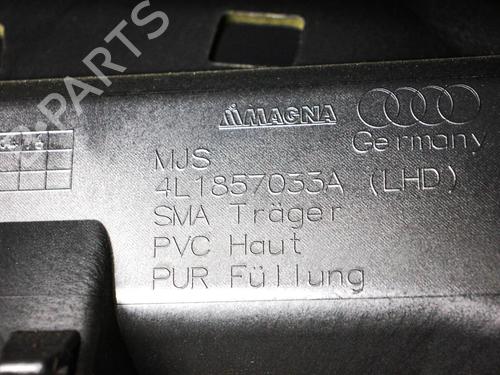 B-PARTS
MAGNA
Germany
MJS
4L1857033A (LHD)
SMA Träger
PVC Haut
PUR Füllung